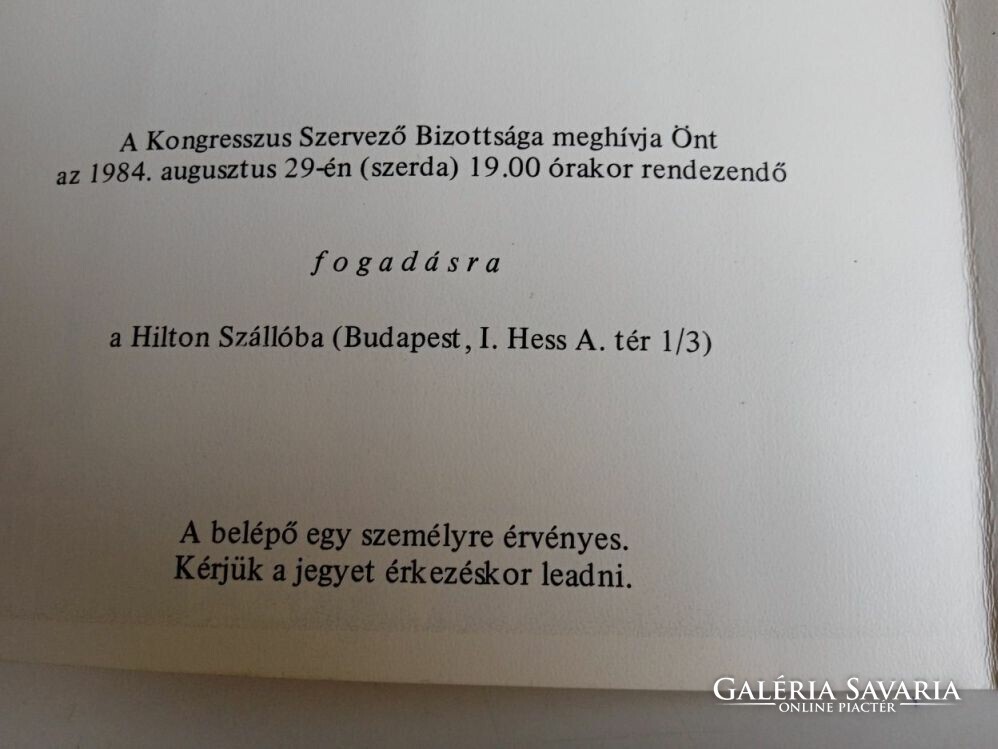 A Kongresszus Szervező Bizottsága meghívja Önt
az 1984. augusztus 29-én (szerda) 19.00 órakor rendezendő
fogadásra
a Hilton Szállóba (Budapest, I. Hess A. tér 1/3)
A belépő egy személyre érvényes.
Kérjük a jegyet érkezéskor leadni.
GALÉRIA SAVARIA
ONLINE PIACTÉR